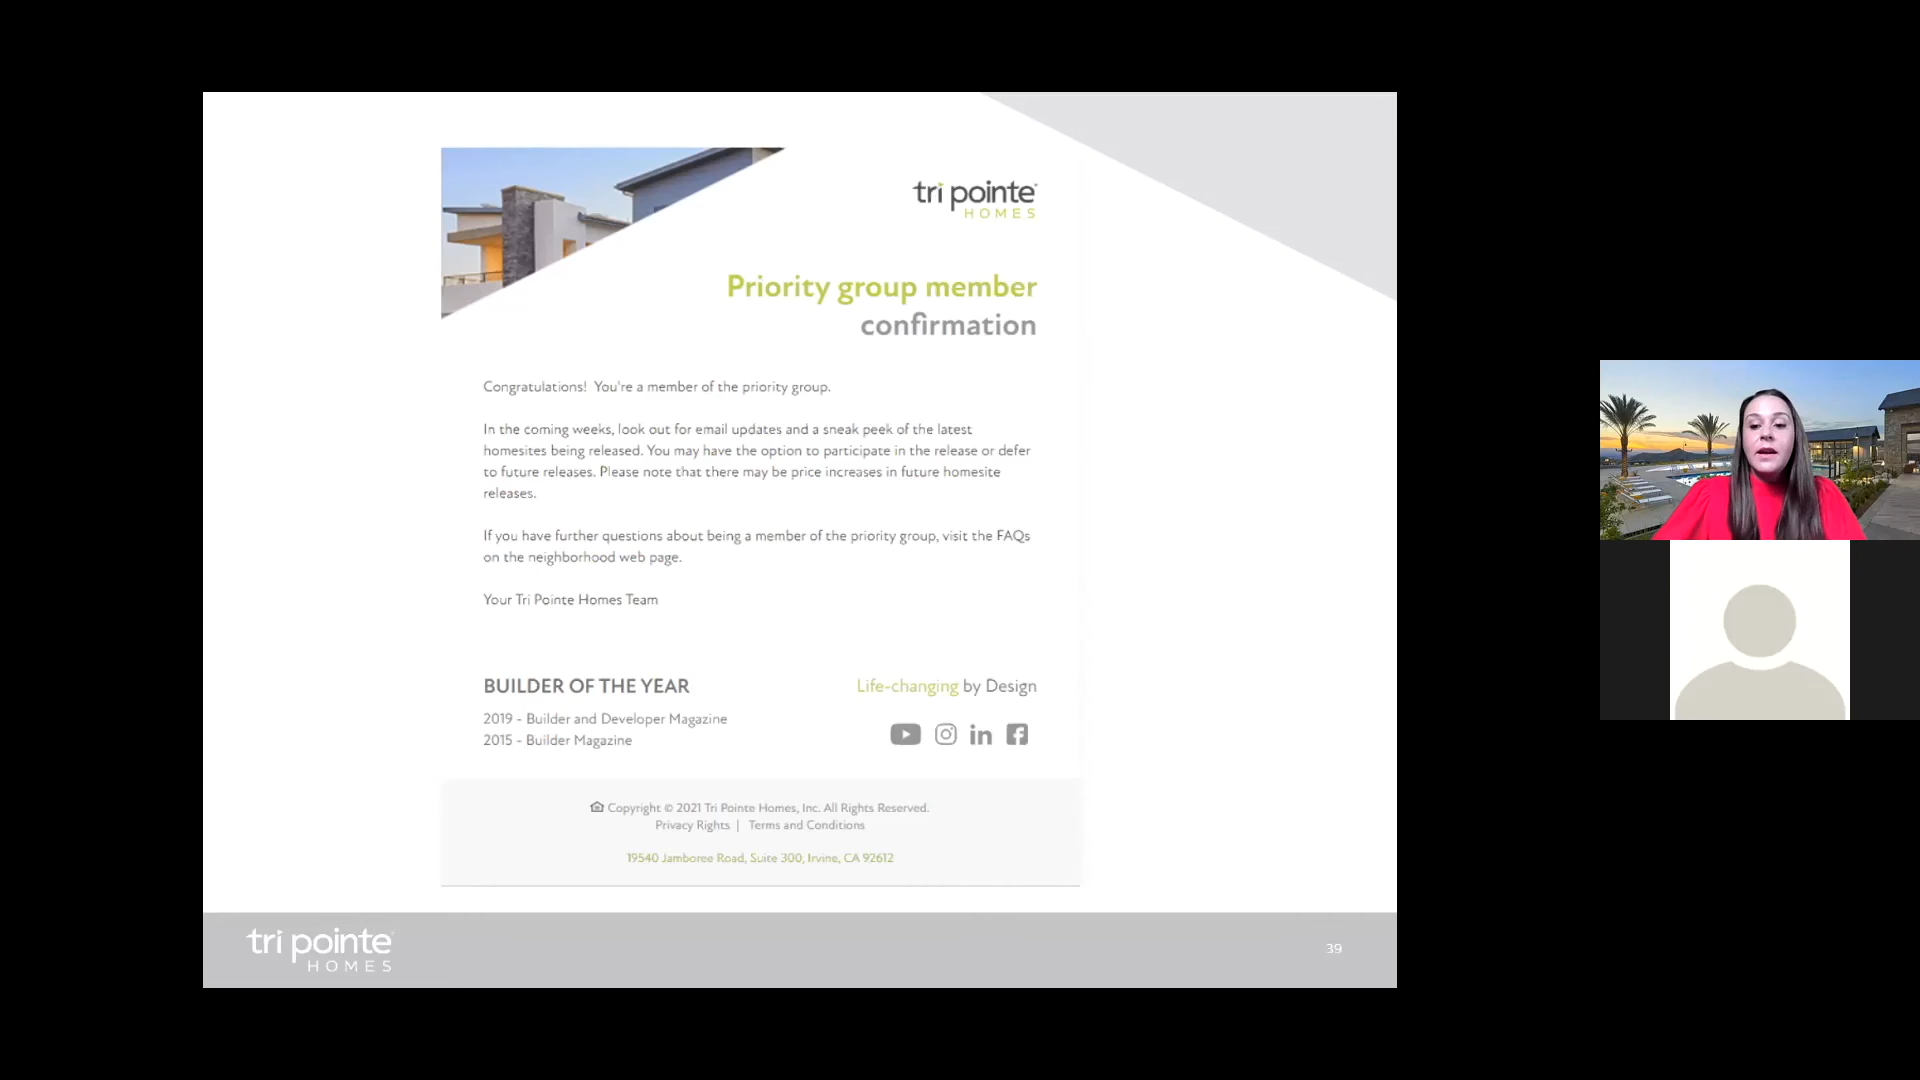 tri pointe
HOMES
Priority group member
confirmation
Congratulations! You're a member of the priority group.
In the coming weeks, look out for email updates and a sneak peek of the latest
homesites being released. You may have the option to participate in the release or defer
to future releases. Please note that there may be price increases in future homesite
releases.
If you have further questions about being a member of the priority group, visit the FAQs
on the neighborhood web page.
Your Tri Pointe Homes Team
BUILDER OF THE YEAR
2019 - Builder and Developer Magazine
2015 - Builder Magazine
Life-changing by Design
Copyright © 2021 Tri Pointe Homes, Inc. All Rights Reserved.
Privacy Rights | Terms and Conditions
19540 Jamboree Road, Suite 300, Irvine, CA 92612
tri pointe
HOMES
39